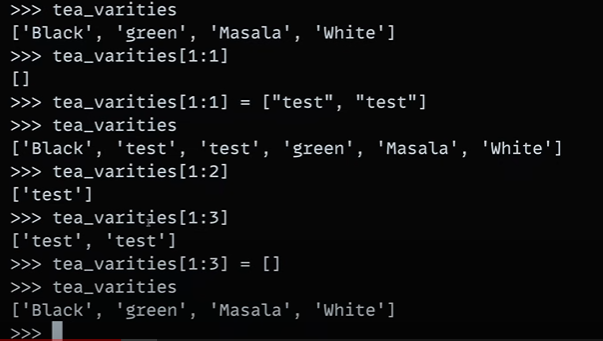 >>> tea_varities
['Black', 'green', 'Masala', 'White']
>>> tea_varities[1:1]
[]
>>> tea_varities[1:1] = ["test", "test"]
>>> tea_varities
['Black', 'test', 'test', 'green', 'Masala', 'White']
>>> tea_varities[1:2]
['test']
>>> tea_varities[1:3]
['test', 'test']
>>> tea_varities[1:3] = []
>>> tea_varities
['Black', 'green', 'Masala', 'White']
>>>